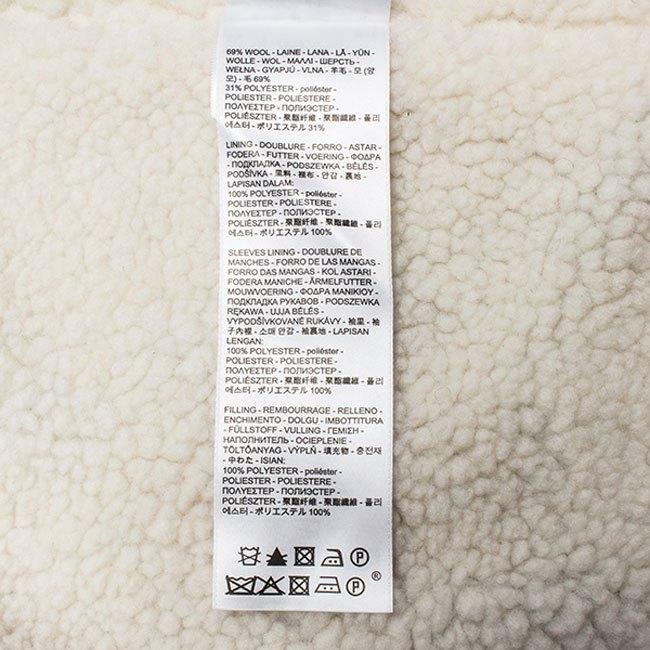 69% WOOL - LAINE - LANA - LÃ - YÜN -
WOLLE - WOL - ΜΑΛΛΙ - ШЕРСТЬ -
WEŁNA - GYAPJÚ - VLNA - 羊毛 - 모 (양
모) - 毛 69%
31% POLYESTER - poliéster -
POLIESTER - POLIESTERE -
ΠΟΛΥΕΣΤΕΡ - ПОЛИЭСТЕР -
POLIÉSZTER - 聚酯纤维 - 聚酯纖維 - 폴리
에스터 - ポリエステル 31%
LINING - DOUBLURE - FORRO - ASTAR -
FODERA - FUTTER - VOERING - ΦΟΔΡΑ
- ПОДКЛАДКА - PODSZEWKA - BÉLÉS -
PODŠÍVKA - 里料 - 襯布 - 안감 - 裏地 -
LAPISAN DALAM:
100% POLYESTER - poliéster -
POLIESTER - POLIESTERE -
ΠΟΛΥΕΣΤΕΡ - ПОЛИЭСТЕР -
POLIÉSZTER - 聚酯纤维 - 聚酯纖維 - 폴리
에스터 - ポリエステル 100%
SLEEVES LINING - DOUBLURE DE
MANCHES - FORRO DE LAS MANGAS -
FORRO DAS MANGAS - KOL ASTARI -
FODERA MANICHE - ÄRMELFUTTER -
MOUWVOERING - ΦΟΔΡΑ ΜΑΝΙΚΙΟΥ -
ПОДКЛАДКА РУКАВОВ - PODSZEWKA
RĘKAWA - UJJA BÉLÉS -
VYPODŠÍVKOVANÉ RUKÁVY - 袖里 - 袖
子內裡 - 소매 안감 - 袖裏地 - LAPISAN
LENGAN:
100% POLYESTER - poliéster -
POLIESTER - POLIESTERE -
ΠΟΛΥΕΣΤΕΡ - ПОЛИЭСТЕР -
POLIÉSZTER - 聚酯纤维 - 聚酯纖維 - 폴리
에스터 - ポリエステル 100%
FILLING - REMBOURRAGE - RELLENO -
ENCHIMENTO - DOLGU - IMBOTTITURA
- FÜLLSTOFF - VULLING - ΓΕΜΙΣΗ -
НАПОЛНИТЕЛЬ - OCIEPLENIE -
TÖLTŐANYAG - VÝPLŇ - 填充物 - 충전재
- 中わた - ISIAN:
100% POLYESTER - poliéster -
POLIESTER - POLIESTERE -
ΠΟΛΥΕΣΤΕΡ - ПОЛИЭСТЕР -
POLIÉSZTER - 聚酯纤维 - 聚酯纖維 - 폴리
에스터 - ポリエステル 100%
P
P ®